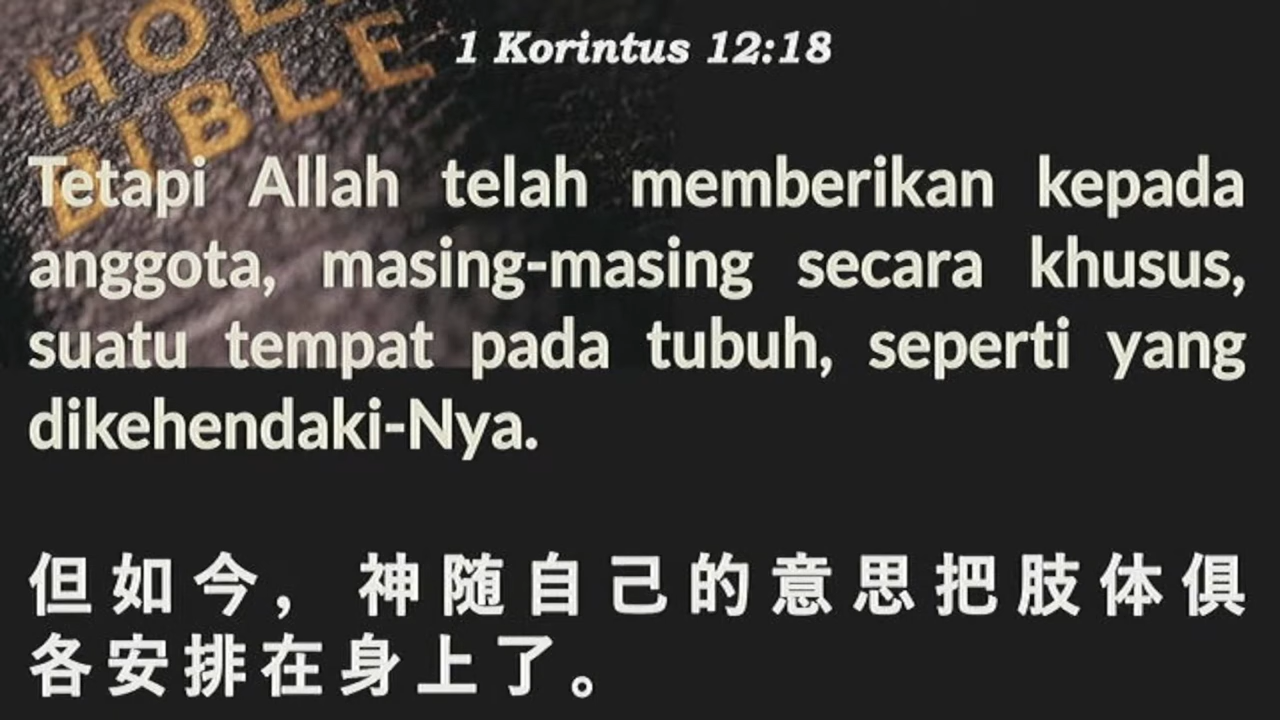 HOLY
BIBLE
1 Korintus 12:18
Tetapi Allah telah memberikan kepada
anggota, masing-masing secara khusus,
suatu tempat pada tubuh, seperti yang
dikehendaki-Nya.
但如今，神随自己的意思把肢体俱
各安排在身上了。